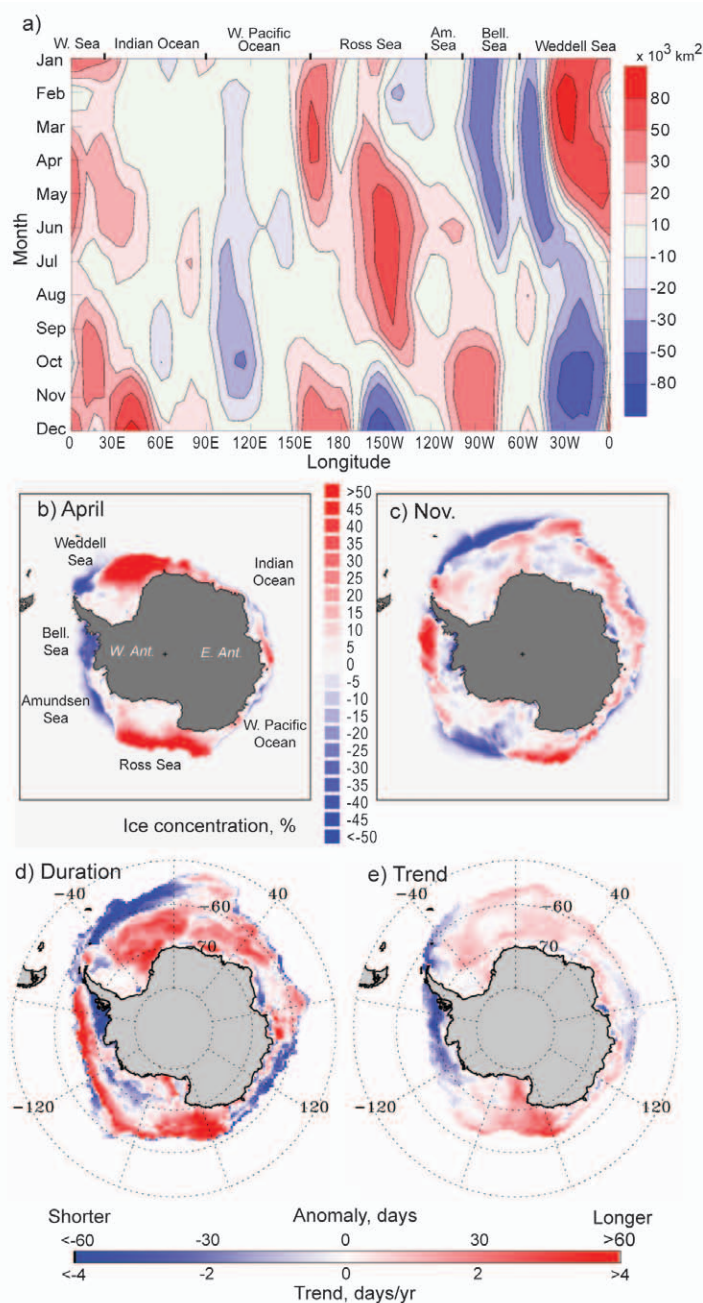 a)
W. Sea Indian Ocean W. Pacific Ocean Ross Sea Am. Sea Bell. Sea Weddell Sea
x 10³ km²
Month
Jan
Feb
Mar
Apr
May
Jun
Jul
Aug
Sep
Oct
Nov
Dec
80
50
30
20
10
-10
-20
-30
-50
-80
0 30E 60E 90E 120E 150E 180 150W 120W 90W 60W 30W 0
Longitude
b) April
Weddell Sea
Indian Ocean
Bell. Sea
W. Ant.
E. Ant.
Amundsen Sea
W. Pacific Ocean
Ross Sea
Ice concentration, %
>50
45
40
35
30
25
20
15
10
5
0
-5
-10
-15
-20
-25
-30
-35
-40
-45
<-50
c) Nov.
d) Duration
-40
40
-60
-70
-120
120
e) Trend
-40
40
-60
-70
-120
120
Shorter Anomaly, days Longer
<-60 -30 0 30 >60
<-4 -2 0 2 >4
Trend, days/yr